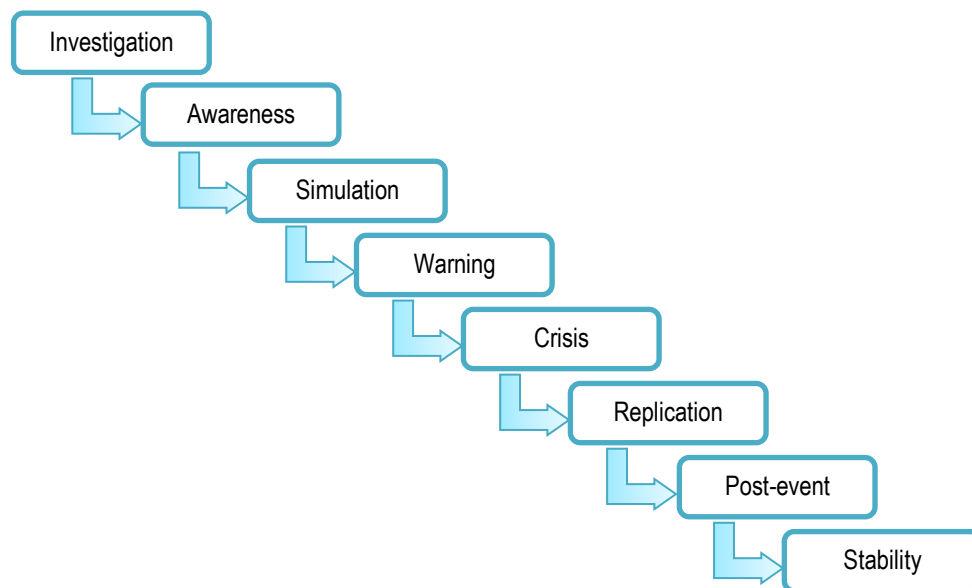 Investigation
Awareness
Simulation
Warning
Crisis
Replication
Post-event
Stability